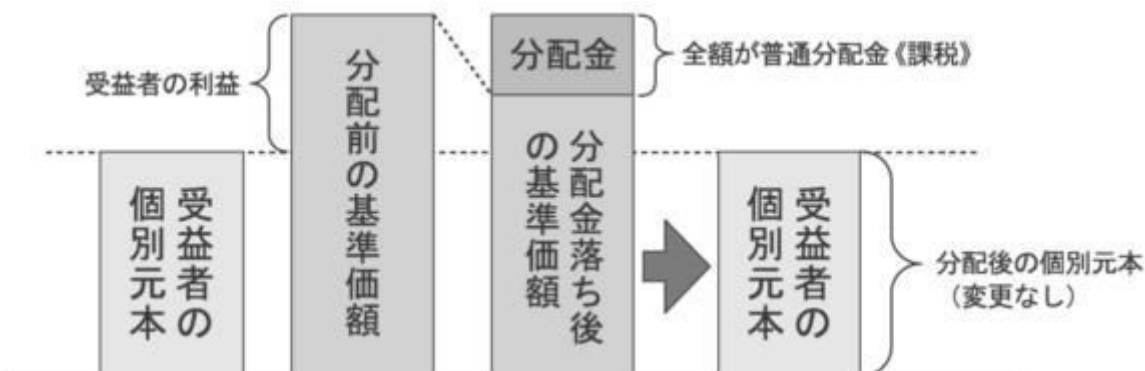 受益者の利益
受益者の
個別元本
分配前の基準価額
分配金
全額が普通分配金《課税》
分配金落ち後
の基準価額
受益者の
個別元本
分配後の個別元本
（変更なし）